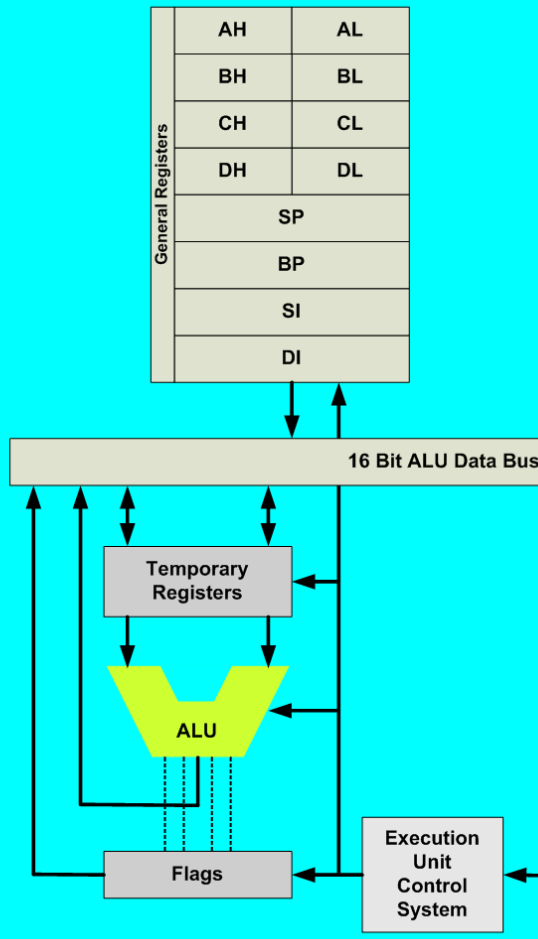 General Registers
AH AL
BH BL
CH CL
DH DL
SP
BP
SI
DI
16 Bit ALU Data Bus
Temporary
Registers
ALU
Flags
Execution
Unit
Control
System